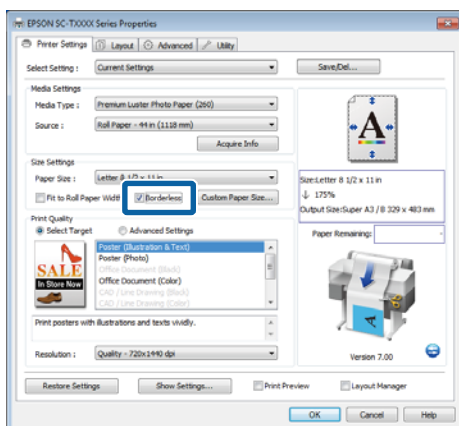 EPSON SC-TXXXX Series Properties
Printer Settings Layout Advanced Utility
Select Setting : Current Settings Save/Del...
Media Settings
Media Type : Premium Luster Photo Paper (260)
Source : Roll Paper - 44 in (1118 mm)
Acquire Info
Size Settings
Paper Size : Letter 8 1/2 x 11 in
Fit to Roll Paper Width Borderless Custom Paper Size...
Print Quality
Select Target Advanced Settings
Poster (Illustration & Text)
Poster (Photo)
Office Document (Black)
Office Document (Color)
CAD / Line Drawing (Black)
CAD / Line Drawing (Color)
SALE
In Store Now
Print posters with illustrations and texts vividly.
Resolution : Quality - 720x1440 dpi
A
Size:Letter 8 1/2 x 11 in
↓ 175%
Output Size:Super A3 / B 329 x 483 mm
Paper Remaining: -
A
Version 7.00
Restore Settings Show Settings... Print Preview Layout Manager
OK Cancel Help